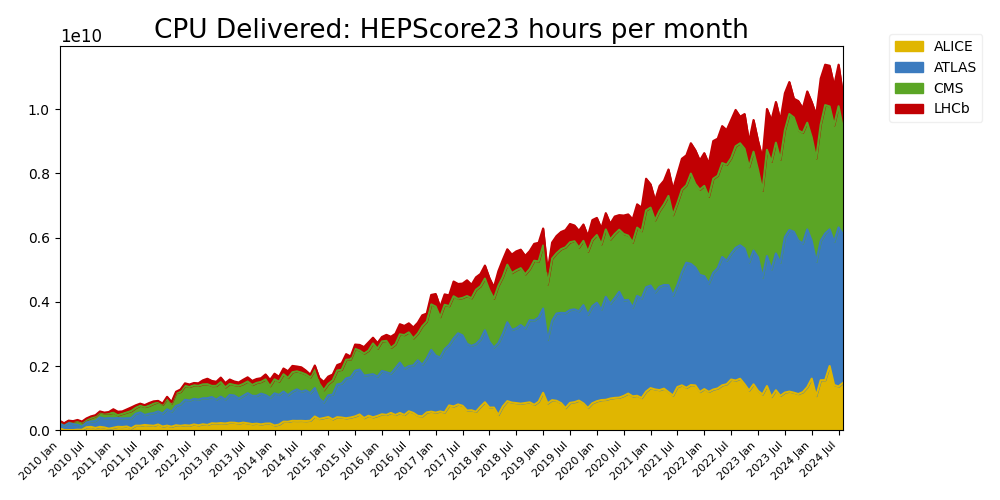 CPU Delivered: HEPScore23 hours per month
1e10
ALICE
ATLAS
CMS
LHCb
1.0
0.8
0.6
0.4
0.2
0.0
2010 Jan
2010 Jul
2011 Jan
2011 Jul
2012 Jan
2012 Jul
2013 Jan
2013 Jul
2014 Jan
2014 Jul
2015 Jan
2015 Jul
2016 Jan
2016 Jul
2017 Jan
2017 Jul
2018 Jan
2018 Jul
2019 Jan
2019 Jul
2020 Jan
2020 Jul
2021 Jan
2021 Jul
2022 Jan
2022 Jul
2023 Jan
2023 Jul
2024 Jan
2024 Jul